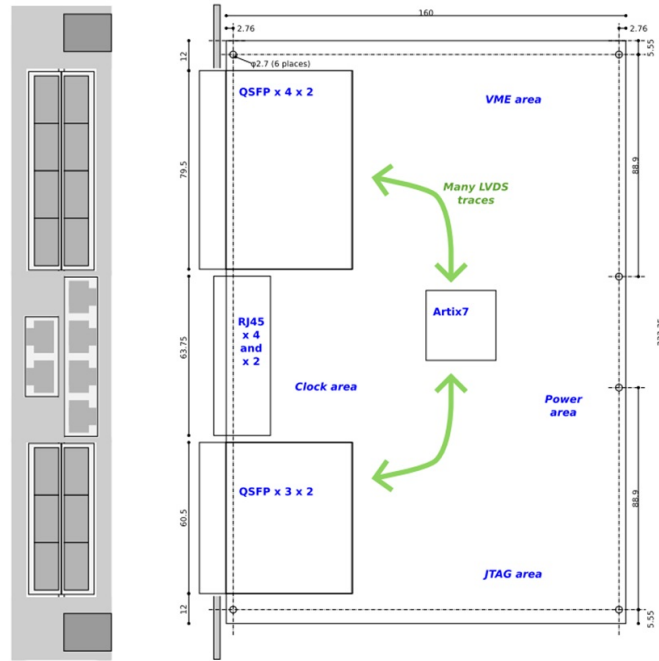 160
2.76
2.76
12
5.55
φ2.7 (6 places)
QSFP x 4 x 2
VME area
79.5
88.9
Many LVDS
traces
Artix7
RJ45
x 4
and
x 2
63.75
Clock area
Power
area
QSFP x 3 x 2
60.5
88.9
JTAG area
12
5.55